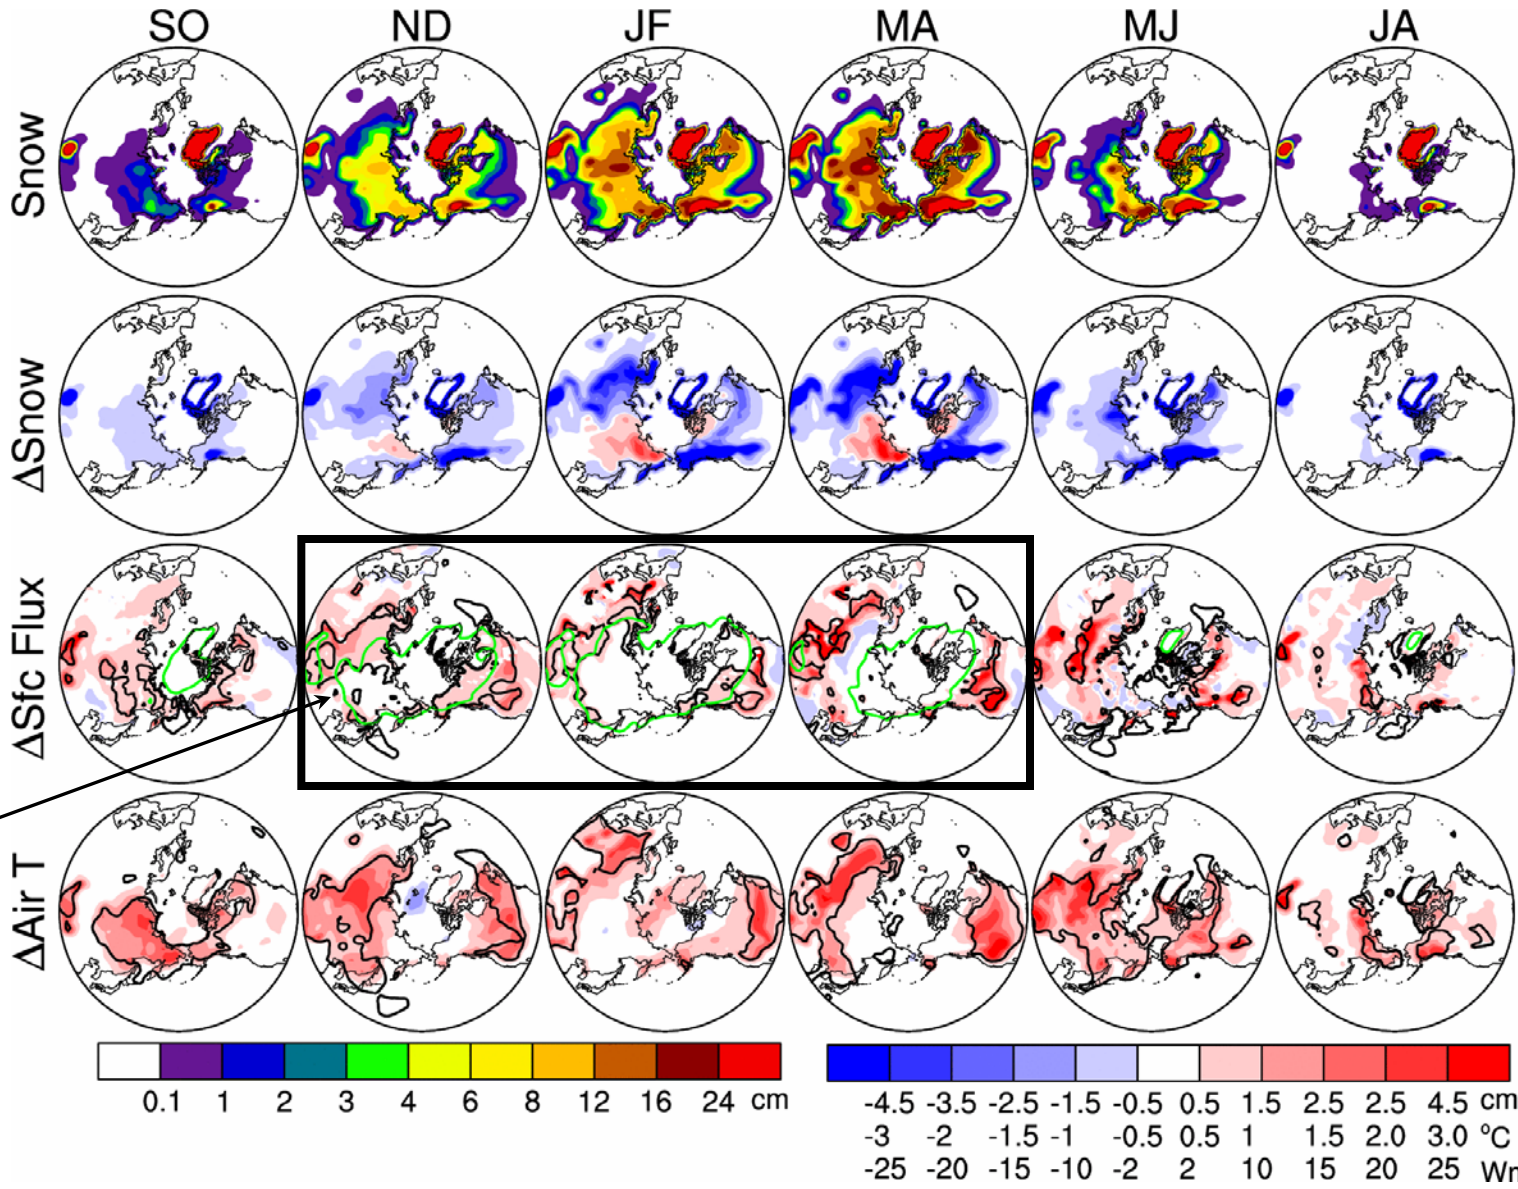 SO ND JF MA MJ JA
Snow
ΔSnow
ΔSfc Flux
ΔAir T
0.1 1 2 3 4 6 8 12 16 24 cm
-4.5 -3.5 -2.5 -1.5 -0.5 0.5 1.5 2.5 2.5 4.5 cm
-3 -2 -1.5 -1 -0.5 0.5 1 1.5 2.0 3.0 ºC
-25 -20 -15 -10 -2 2 10 15 20 25